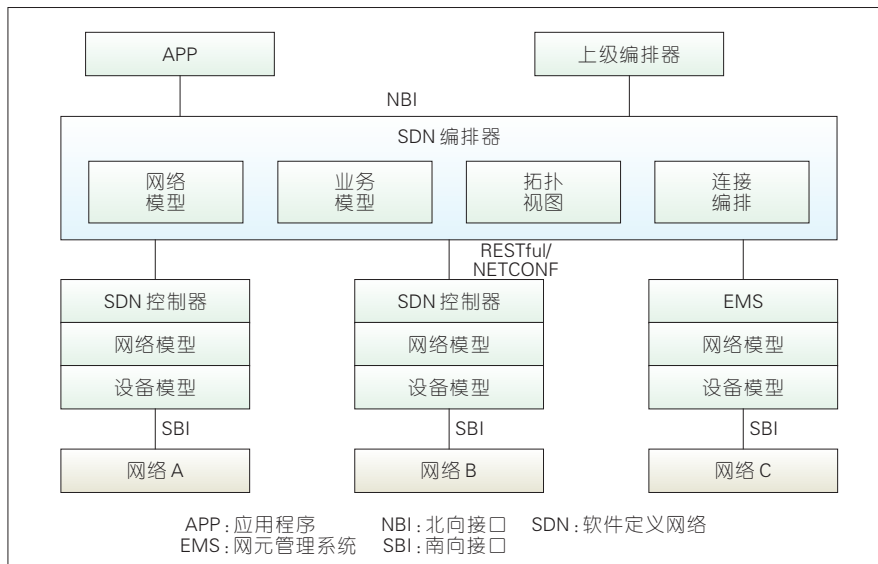 APP 上级编排器
NBI
SDN 编排器
网络 业务 拓扑 连接
模型 模型 视图 编排
RESTful/
NETCONF
SDN 控制器 SDN 控制器 EMS
网络模型 网络模型 网络模型
设备模型 设备模型 设备模型
SBI SBI SBI
网络 A 网络 B 网络 C
APP:应用程序 NBI:北向接口 SDN:软件定义网络
EMS:网元管理系统 SBI:南向接口